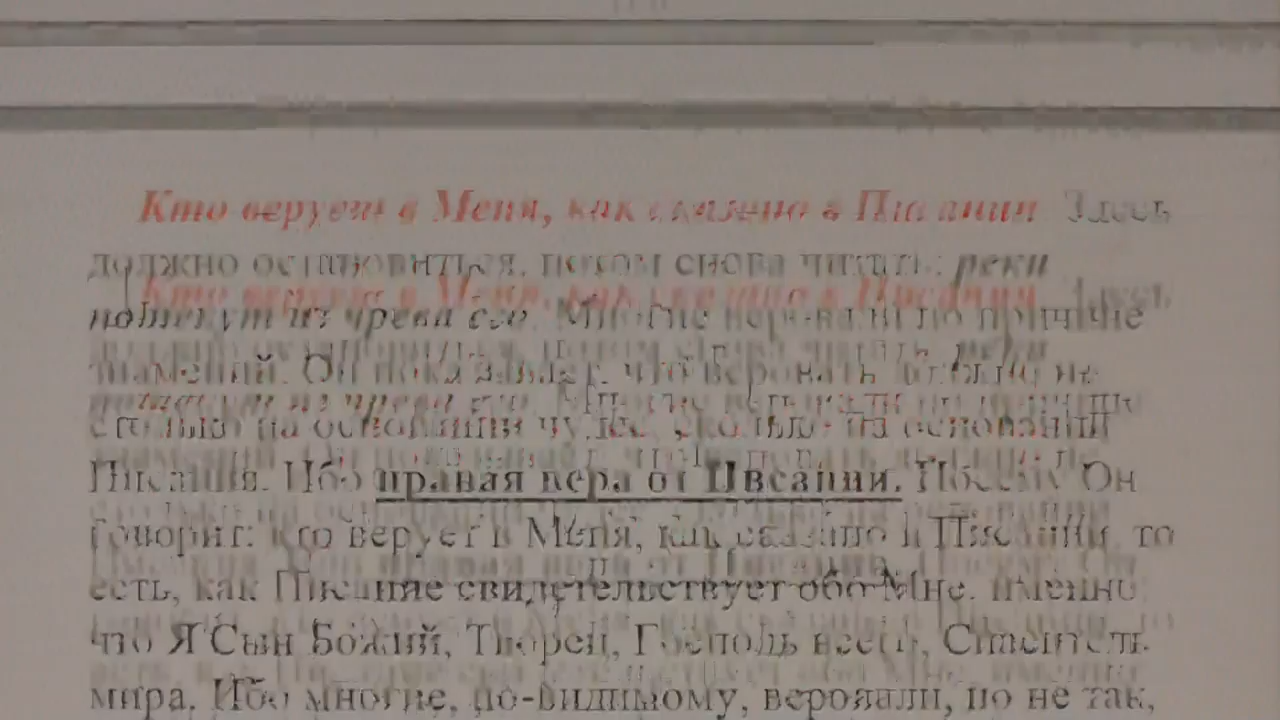 Кто верует в Меня, как сказано в Писании. Здесь
должно остановиться, потом снова читать: реки
потекут из чрева его. Многие веровали по причине
знамений. Он показывает, что веровать должно не
столько на основании чудес, сколько на основании
Писания. Ибо правая вера от Писания. Посему Он
говорит: кто верует в Меня, как сказано в Писании, то
есть, как Писание свидетельствует обо Мне, именно:
что Я Сын Божий, Творец, Господь всего, Спаситель
мира. Ибо многие, по-видимому, веровали, но не так,